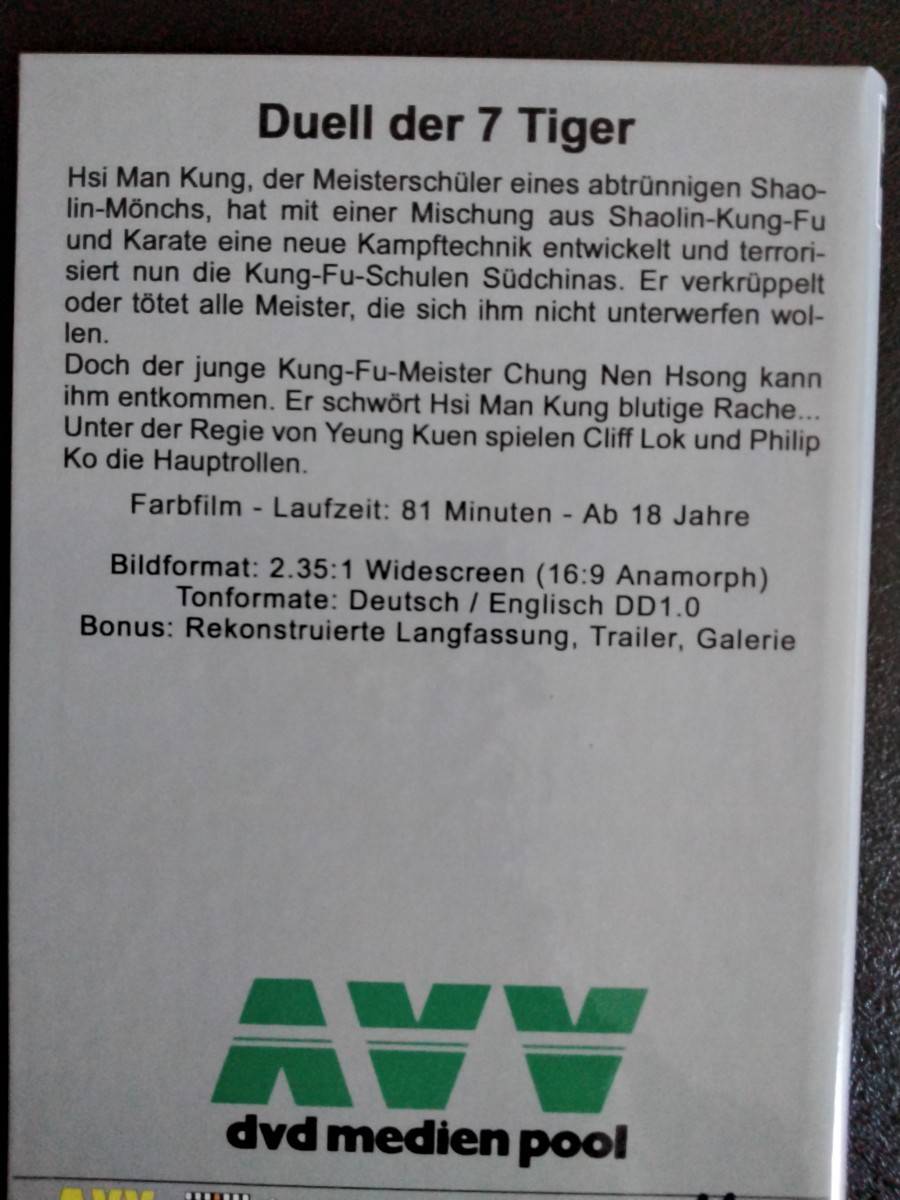 Duell der 7 Tiger
Hsi Man Kung, der Meisterschüler eines abtrünnigen Shao-
lin-Mönchs, hat mit einer Mischung aus Shaolin-Kung-Fu
und Karate eine neue Kampftechnik entwickelt und terrori-
siert nun die Kung-Fu-Schulen Südchinas. Er verkrüppelt
oder tötet alle Meister, die sich ihm nicht unterwerfen wol-
len.
Doch der junge Kung-Fu-Meister Chung Nen Hsong kann
ihm entkommen. Er schwört Hsi Man Kung blutige Rache...
Unter der Regie von Yeung Kuen spielen Cliff Lok und Philip
Ko die Hauptrollen.
Farbfilm - Laufzeit: 81 Minuten - Ab 18 Jahre
Bildformat: 2.35:1 Widescreen (16:9 Anamorph)
Tonformate: Deutsch / Englisch DD1.0
Bonus: Rekonstruierte Langfassung, Trailer, Galerie
AVV
dvd medien pool
AVV